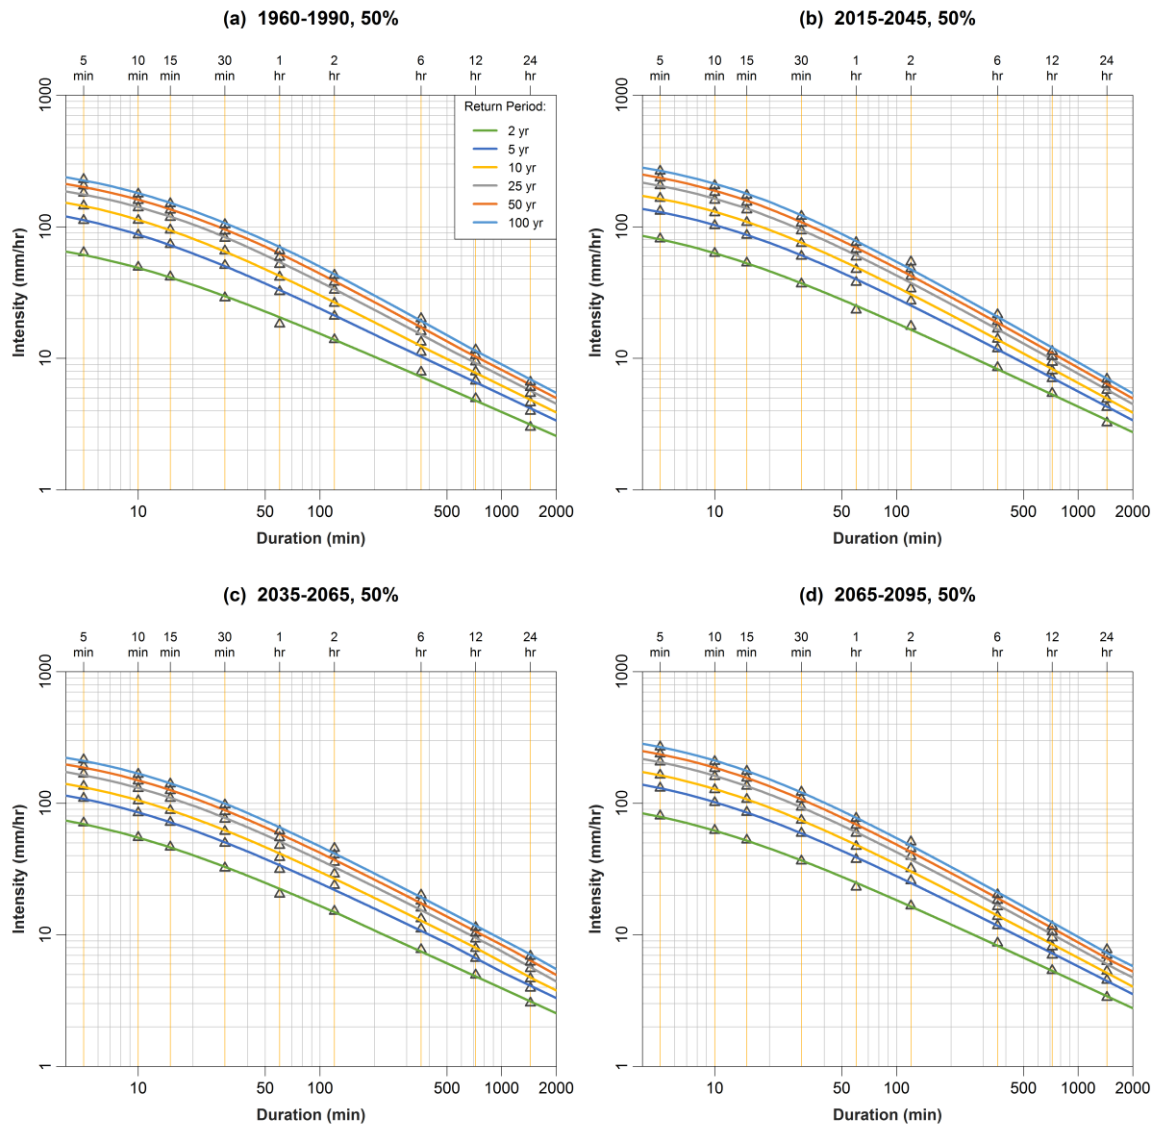 (a) 1960-1990, 50%
5 10 15 30 1 2 6 12 24
min min min min hr hr hr hr hr
1000
100
10
1
Intensity (mm/hr)
Return Period:
2 yr
5 yr
10 yr
25 yr
50 yr
100 yr
10 50 100 500 1000 2000
Duration (min)
(b) 2015-2045, 50%
5 10 15 30 1 2 6 12 24
min min min min hr hr hr hr hr
1000
100
10
1
Intensity (mm/hr)
10 50 100 500 1000 2000
Duration (min)
(c) 2035-2065, 50%
5 10 15 30 1 2 6 12 24
min min min min hr hr hr hr hr
1000
100
10
1
Intensity (mm/hr)
10 50 100 500 1000 2000
Duration (min)
(d) 2065-2095, 50%
5 10 15 30 1 2 6 12 24
min min min min hr hr hr hr hr
1000
100
10
1
Intensity (mm/hr)
10 50 100 500 1000 2000
Duration (min)